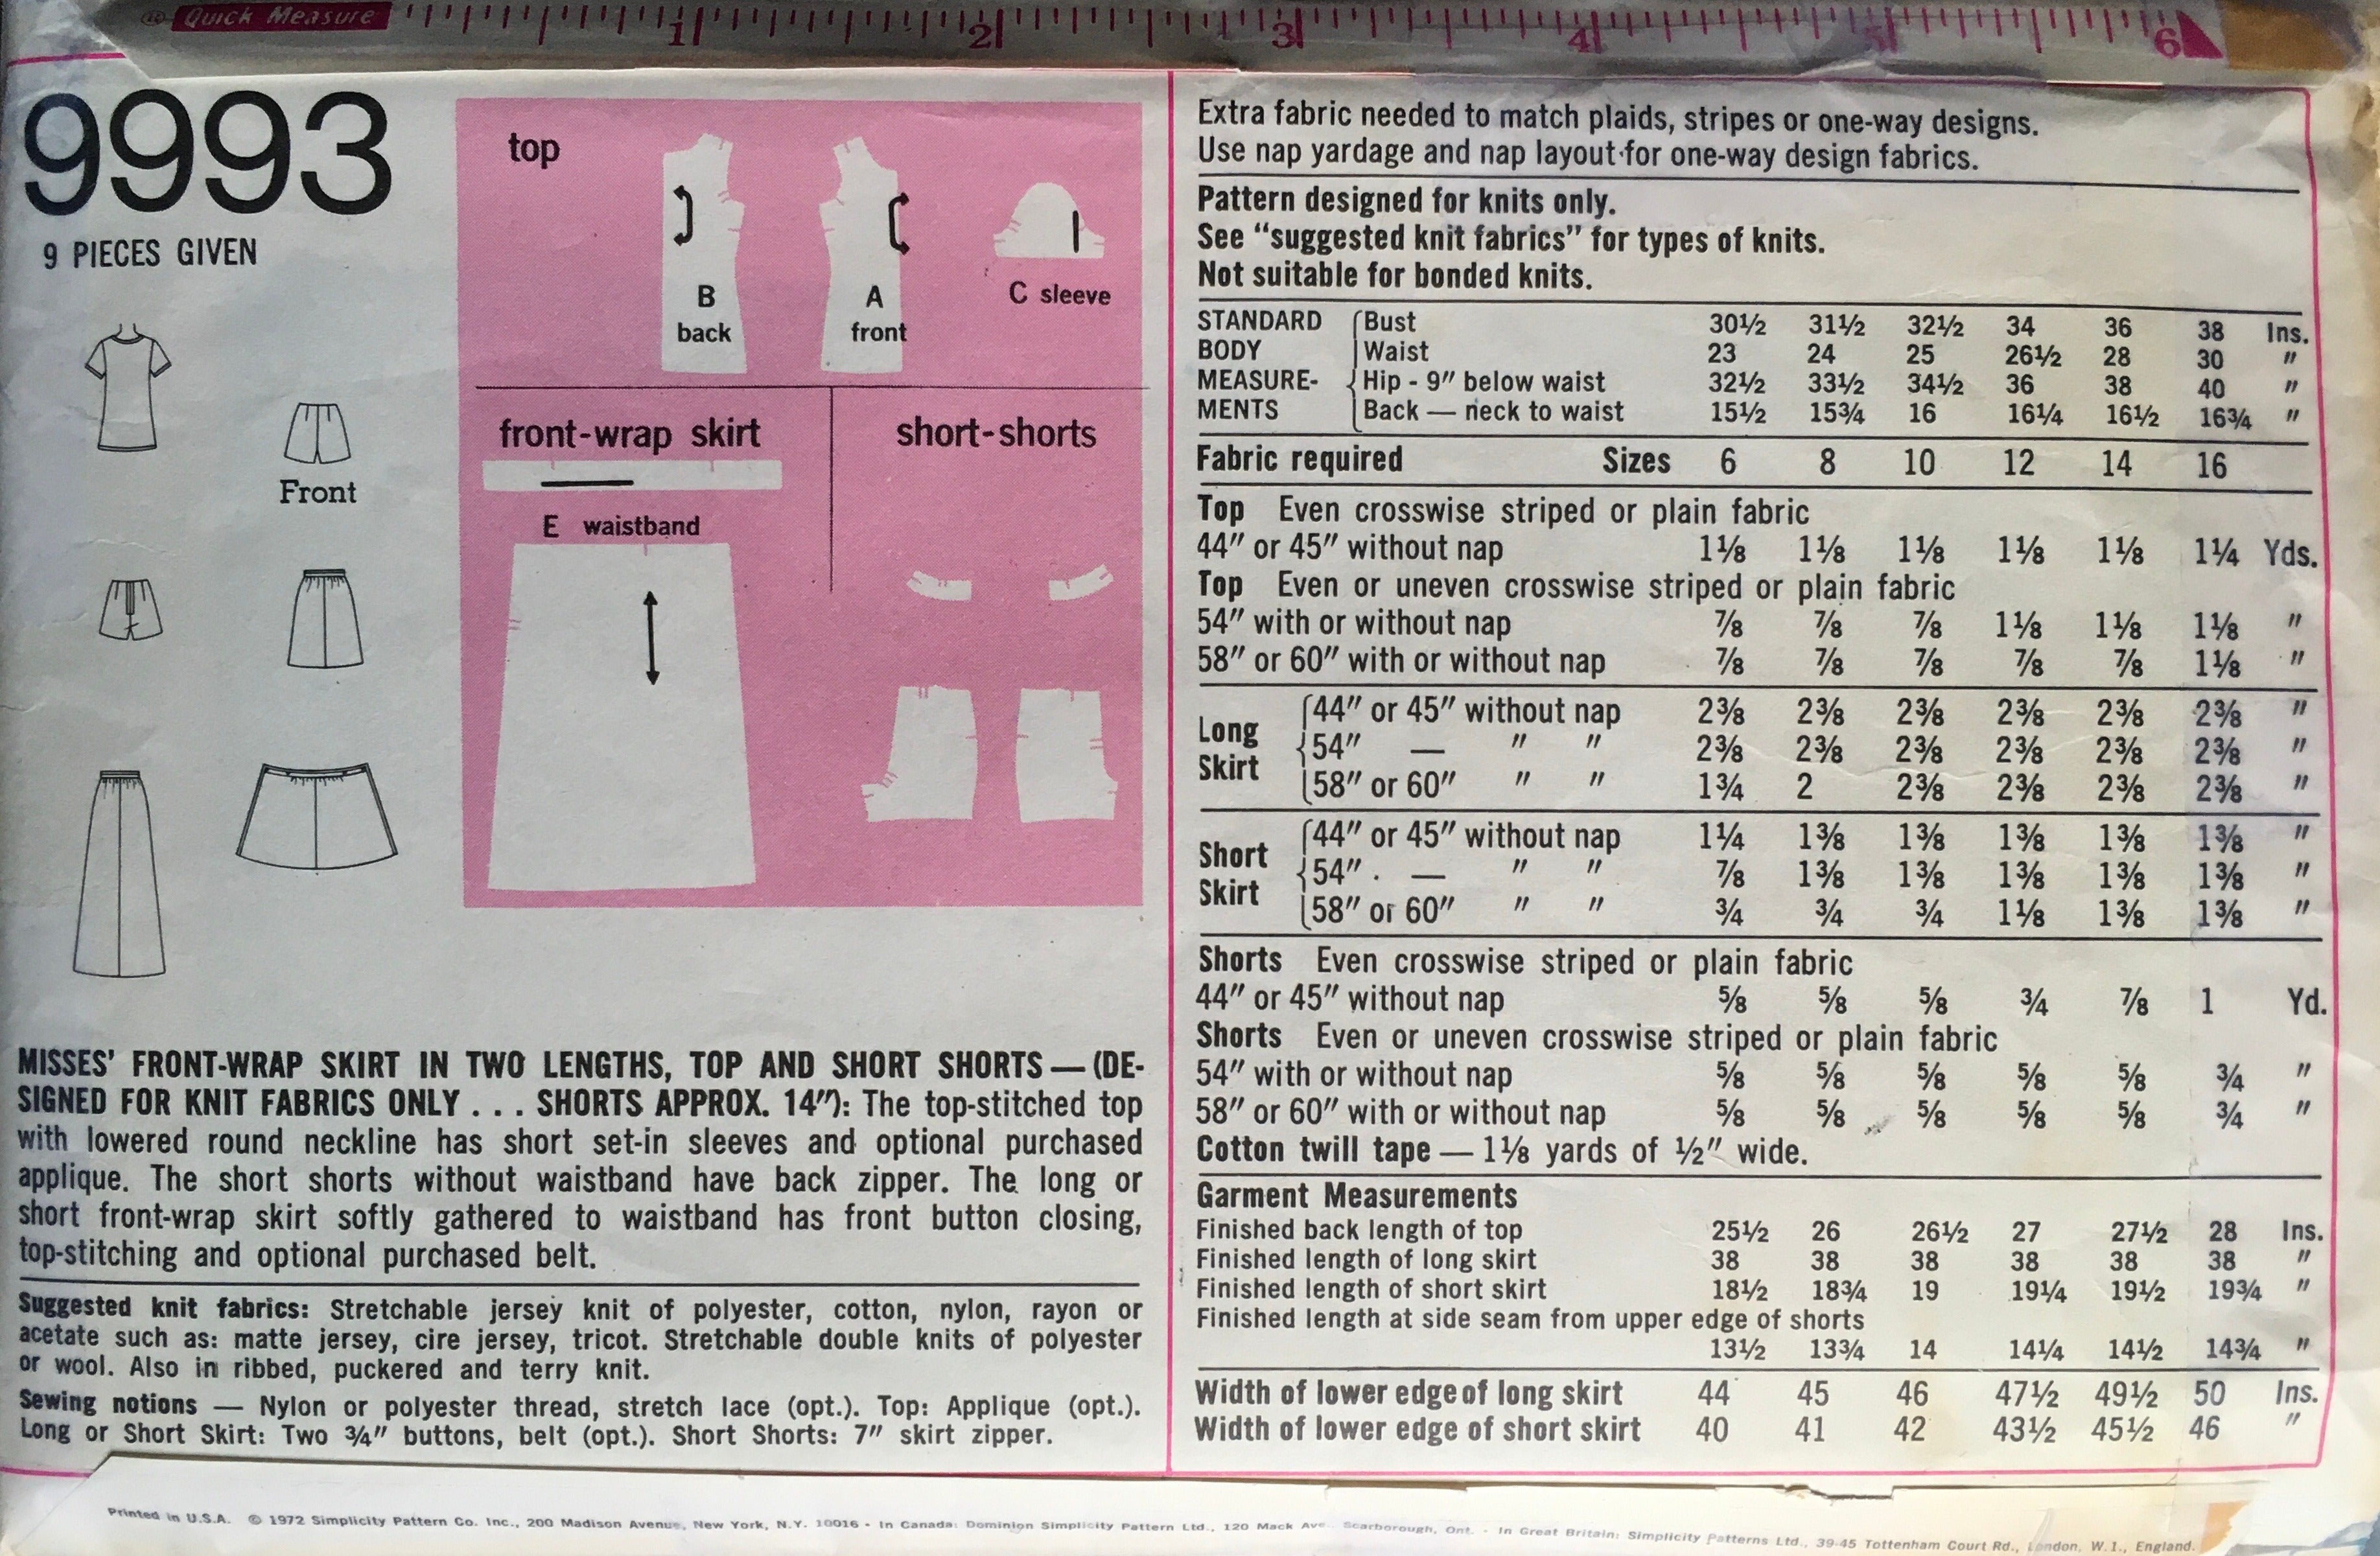 Quick Measure 1 2 3 4 5 6
9993
9 PIECES GIVEN
Front
top
B
back
A
front
C sleeve
front-wrap skirt
E waistband
short-shorts
MISSES' FRONT-WRAP SKIRT IN TWO LENGTHS, TOP AND SHORT SHORTS — (DE-
SIGNED FOR KNIT FABRICS ONLY . . . SHORTS APPROX. 14"): The top-stitched top
with lowered round neckline has short set-in sleeves and optional purchased
applique. The short shorts without waistband have back zipper. The long or
short front-wrap skirt softly gathered to waistband has front button closing,
top-stitching and optional purchased belt.
Suggested knit fabrics: Stretchable jersey knit of polyester, cotton, nylon, rayon or
acetate such as: matte jersey, cire jersey, tricot. Stretchable double knits of polyester
or wool. Also in ribbed, puckered and terry knit.
Sewing notions — Nylon or polyester thread, stretch lace (opt.). Top: Applique (opt.).
Long or Short Skirt: Two ¾" buttons, belt (opt.). Short Shorts: 7" skirt zipper.
Extra fabric needed to match plaids, stripes or one-way designs.
Use nap yardage and nap layout for one-way design fabrics.
Pattern designed for knits only.
See "suggested knit fabrics" for types of knits.
Not suitable for bonded knits.
STANDARD Bust 30½ 31½ 32½ 34 36 38 Ins.
BODY Waist 23 24 25 26½ 28 30 "
MEASURE- Hip - 9" below waist 32½ 33½ 34½ 36 38 40 "
MENTS Back — neck to waist 15½ 15¾ 16 16¼ 16½ 16¾ "
Fabric required Sizes 6 8 10 12 14 16
Top Even crosswise striped or plain fabric
44" or 45" without nap 1⅛ 1⅛ 1⅛ 1⅛ 1⅛ 1¼ Yds.
Top Even or uneven crosswise striped or plain fabric
54" with or without nap ⅞ ⅞ ⅞ 1⅛ 1⅛ 1⅛ "
58" or 60" with or without nap ⅞ ⅞ ⅞ ⅞ ⅞ 1⅛ "
Long Skirt
44" or 45" without nap 2⅜ 2⅜ 2⅜ 2⅜ 2⅜ 2⅜ "
54" — " " 2⅜ 2⅜ 2⅜ 2⅜ 2⅜ 2⅜ "
58" or 60" " " 1¾ 2 2⅜ 2⅜ 2⅜ 2⅜ "
Short Skirt
44" or 45" without nap 1¼ 1⅜ 1⅜ 1⅜ 1⅜ 1⅜ "
54" — " " ⅞ 1⅜ 1⅜ 1⅜ 1⅜ 1⅜ "
58" or 60" " " ¾ ¾ ¾ 1⅛ 1⅜ 1⅜ "
Shorts Even crosswise striped or plain fabric
44" or 45" without nap ⅝ ⅝ ⅝ ¾ ⅞ 1 Yd.
Shorts Even or uneven crosswise striped or plain fabric
54" with or without nap ⅝ ⅝ ⅝ ⅝ ⅝ ¾ "
58" or 60" with or without nap ⅝ ⅝ ⅝ ⅝ ⅝ ¾ "
Cotton twill tape — 1⅛ yards of ½" wide.
Garment Measurements
Finished back length of top 25½ 26 26½ 27 27½ 28 Ins.
Finished length of long skirt 38 38 38 38 38 38 "
Finished length of short skirt 18½ 18¾ 19 19¼ 19½ 19¾ "
Finished length at side seam from upper edge of shorts
13½ 13¾ 14 14¼ 14½ 14¾ "
Width of lower edge of long skirt 44 45 46 47½ 49½ 50 Ins.
Width of lower edge of short skirt 40 41 42 43½ 45½ 46 "
Printed in U.S.A. © 1972 Simplicity Pattern Co. Inc., 200 Madison Avenue, New York, N.Y. 10016 - In Canada: Dominion Simplicity Pattern Ltd., 120 Mack Ave., Scarborough, Ont. - In Great Britain: Simplicity Patterns Ltd., 39-45 Tottenham Court Rd., London, W.1., England.